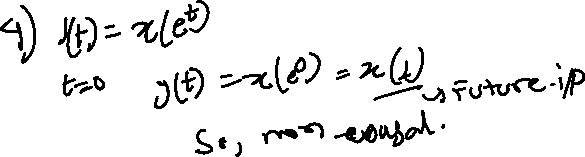 4) y(t) = x(e^t)
t=0 y(t) = x(e^0) = x(1) → Future i/p
So, non causal.